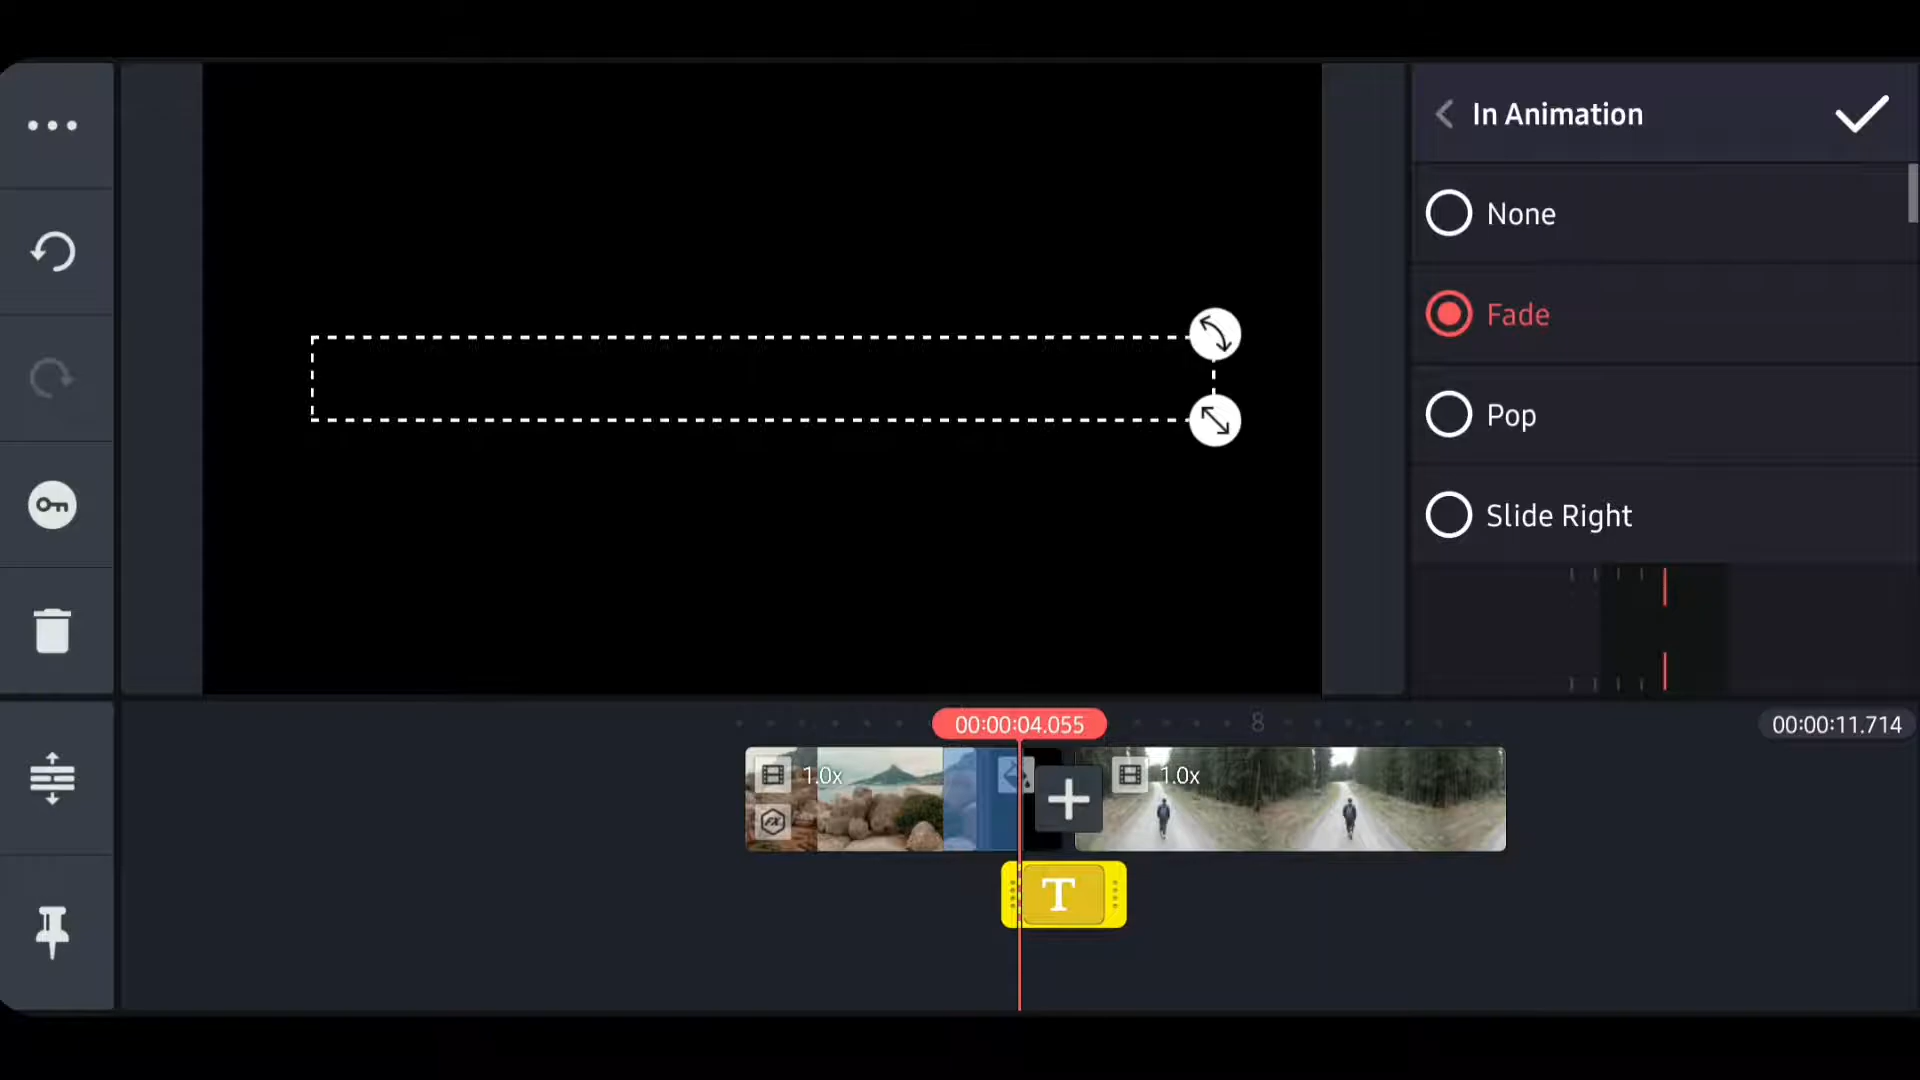 In Animation
None
Fade
Pop
Slide Right
00:00:04.055
8
00:00:11.714
1.0x
1.0x
FX
T